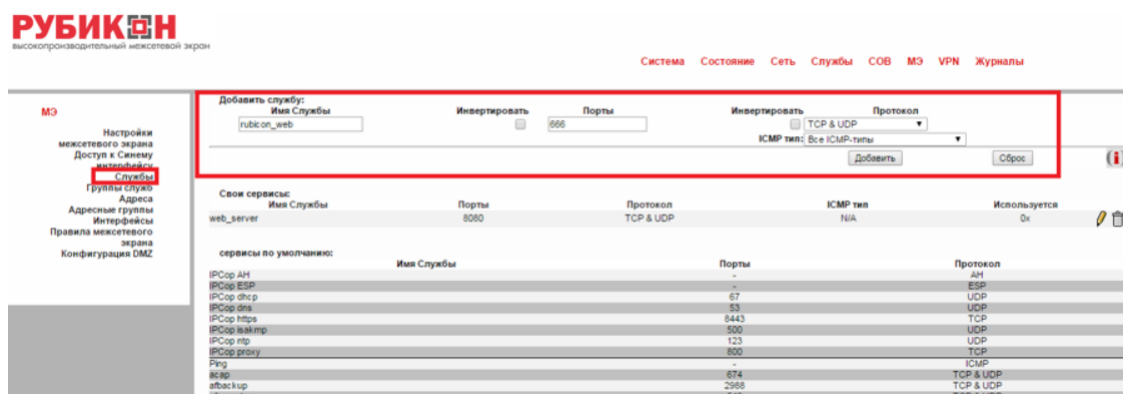 РУБИКОН
высокопроизводительный межсетевой экран
Система Состояние Сеть Службы СОВ МЭ VPN Журналы
МЭ
Настройки
межсетевого экрана
Доступ к Синему
интерфейсу
Службы
Группы служб
Адреса
Адресные группы
Интерфейсы
Правила межсетевого
экрана
Конфигурация DMZ
Добавить службу:
Имя Службы Инвертировать Порты Инвертировать Протокол
rubicon_web 666 TCP & UDP
ICMP тип: Все ICMP-типы
Добавить Сброс
Свои сервисы:
Имя Службы Порты Протокол ICMP тип Используется
web_server 8080 TCP & UDP N/A 0x
сервисы по умолчанию:
Имя Службы Порты Протокол
IPCop AH - AH
IPCop ESP - ESP
IPCop dhcp 67 UDP
IPCop dns 53 UDP
IPCop https 8443 TCP
IPCop isakmp 500 UDP
IPCop ntp 123 UDP
IPCop proxy 800 TCP
Ping - ICMP
acap 674 TCP & UDP
afbackup 2988 TCP & UDP